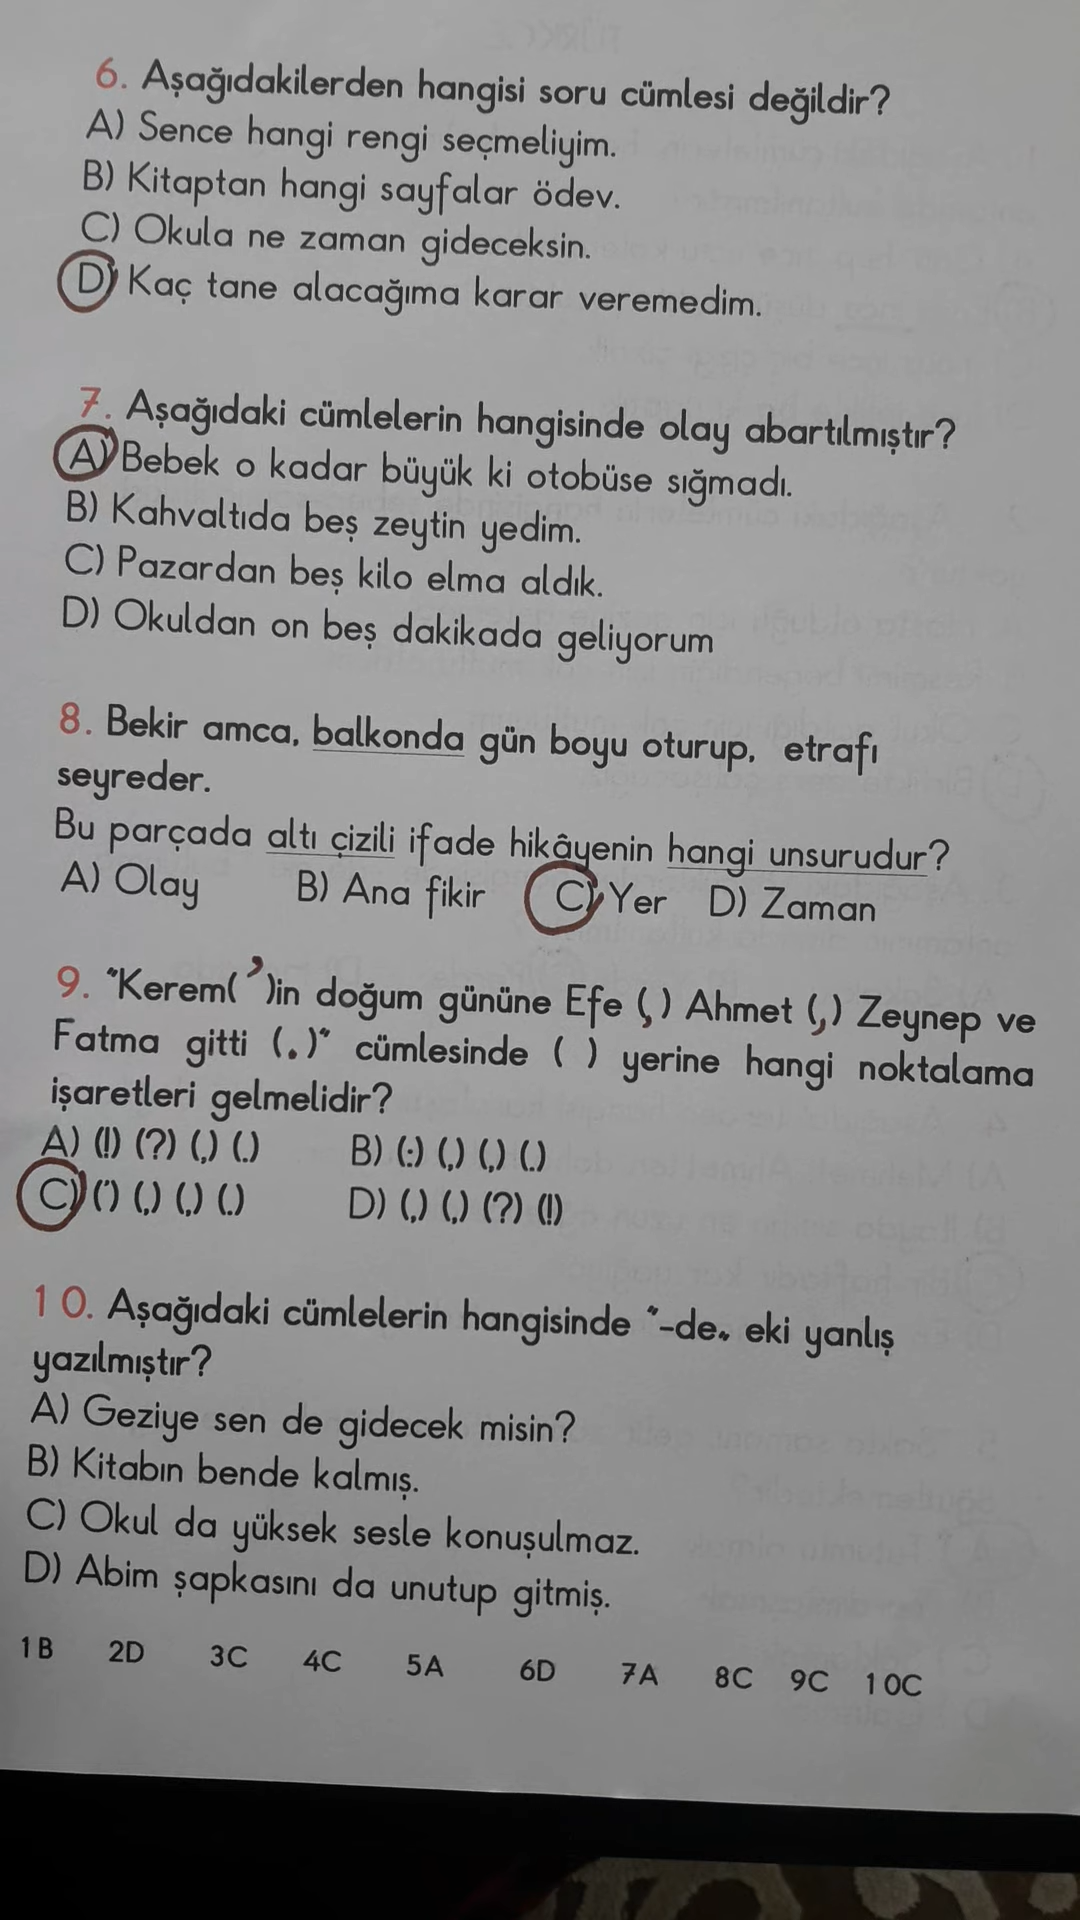 6. Aşağıdakilerden hangisi soru cümlesi değildir?
A) Sence hangi rengi seçmeliyim.
B) Kitaptan hangi sayfalar ödev.
C) Okula ne zaman gideceksin.
D) Kaç tane alacağıma karar veremedim.
7. Aşağıdaki cümlelerin hangisinde olay abartılmıştır?
A) Bebek o kadar büyük ki otobüse sığmadı.
B) Kahvaltıda beş zeytin yedim.
C) Pazardan beş kilo elma aldık.
D) Okuldan on beş dakikada geliyorum
8. Bekir amca, balkonda gün boyu oturup, etrafı
seyreder.
Bu parçada altı çizili ifade hikâyenin hangi unsurudur?
A) Olay B) Ana fikir C) Yer D) Zaman
9. "Kerem(')in doğum gününe Efe (,) Ahmet (,) Zeynep ve
Fatma gitti (.)" cümlesinde ( ) yerine hangi noktalama
işaretleri gelmelidir?
A) (!) (?) (,) (.) B) (:) (,) (,) (.)
C) (') (,) (,) (.) D) (,) (,) (?) (!)
10. Aşağıdaki cümlelerin hangisinde "-de„ eki yanlış
yazılmıştır?
A) Geziye sen de gidecek misin?
B) Kitabın bende kalmış.
C) Okul da yüksek sesle konuşulmaz.
D) Abim şapkasını da unutup gitmiş.
1B 2D 3C 4C 5A 6D 7A 8C 9C 10C